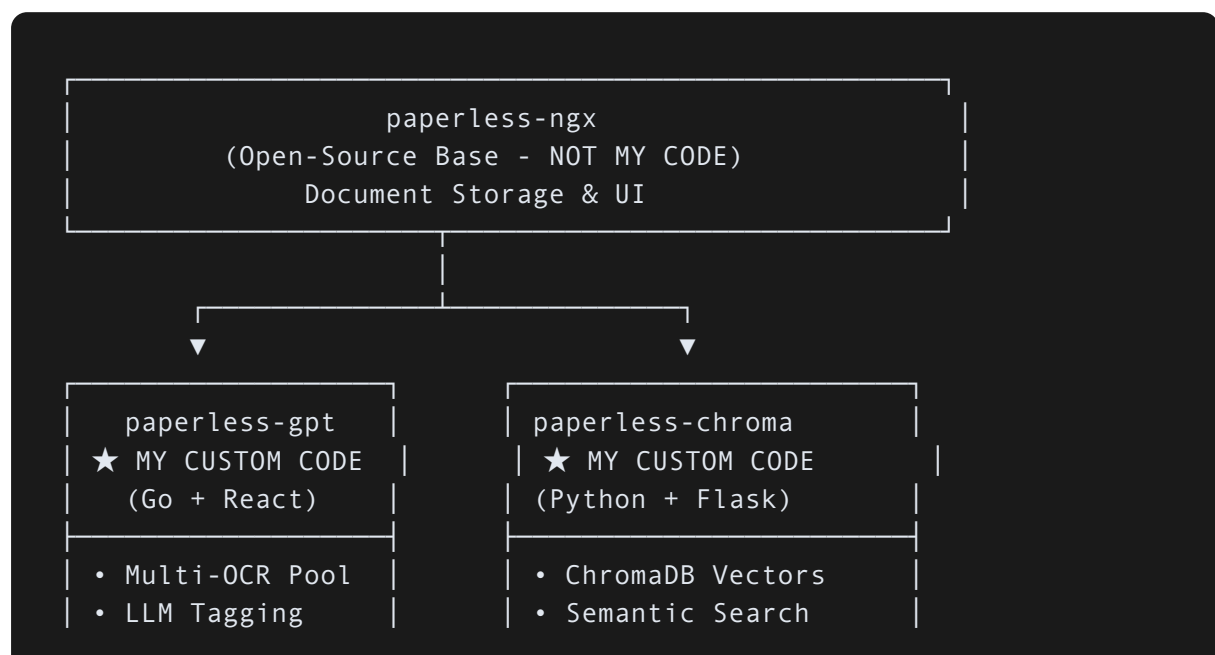 paperless-ngx
(Open-Source Base - NOT MY CODE)
Document Storage & UI
paperless-gpt
★ MY CUSTOM CODE
(Go + React)
• Multi-OCR Pool
• LLM Tagging
paperless-chroma
★ MY CUSTOM CODE
(Python + Flask)
• ChromaDB Vectors
• Semantic Search